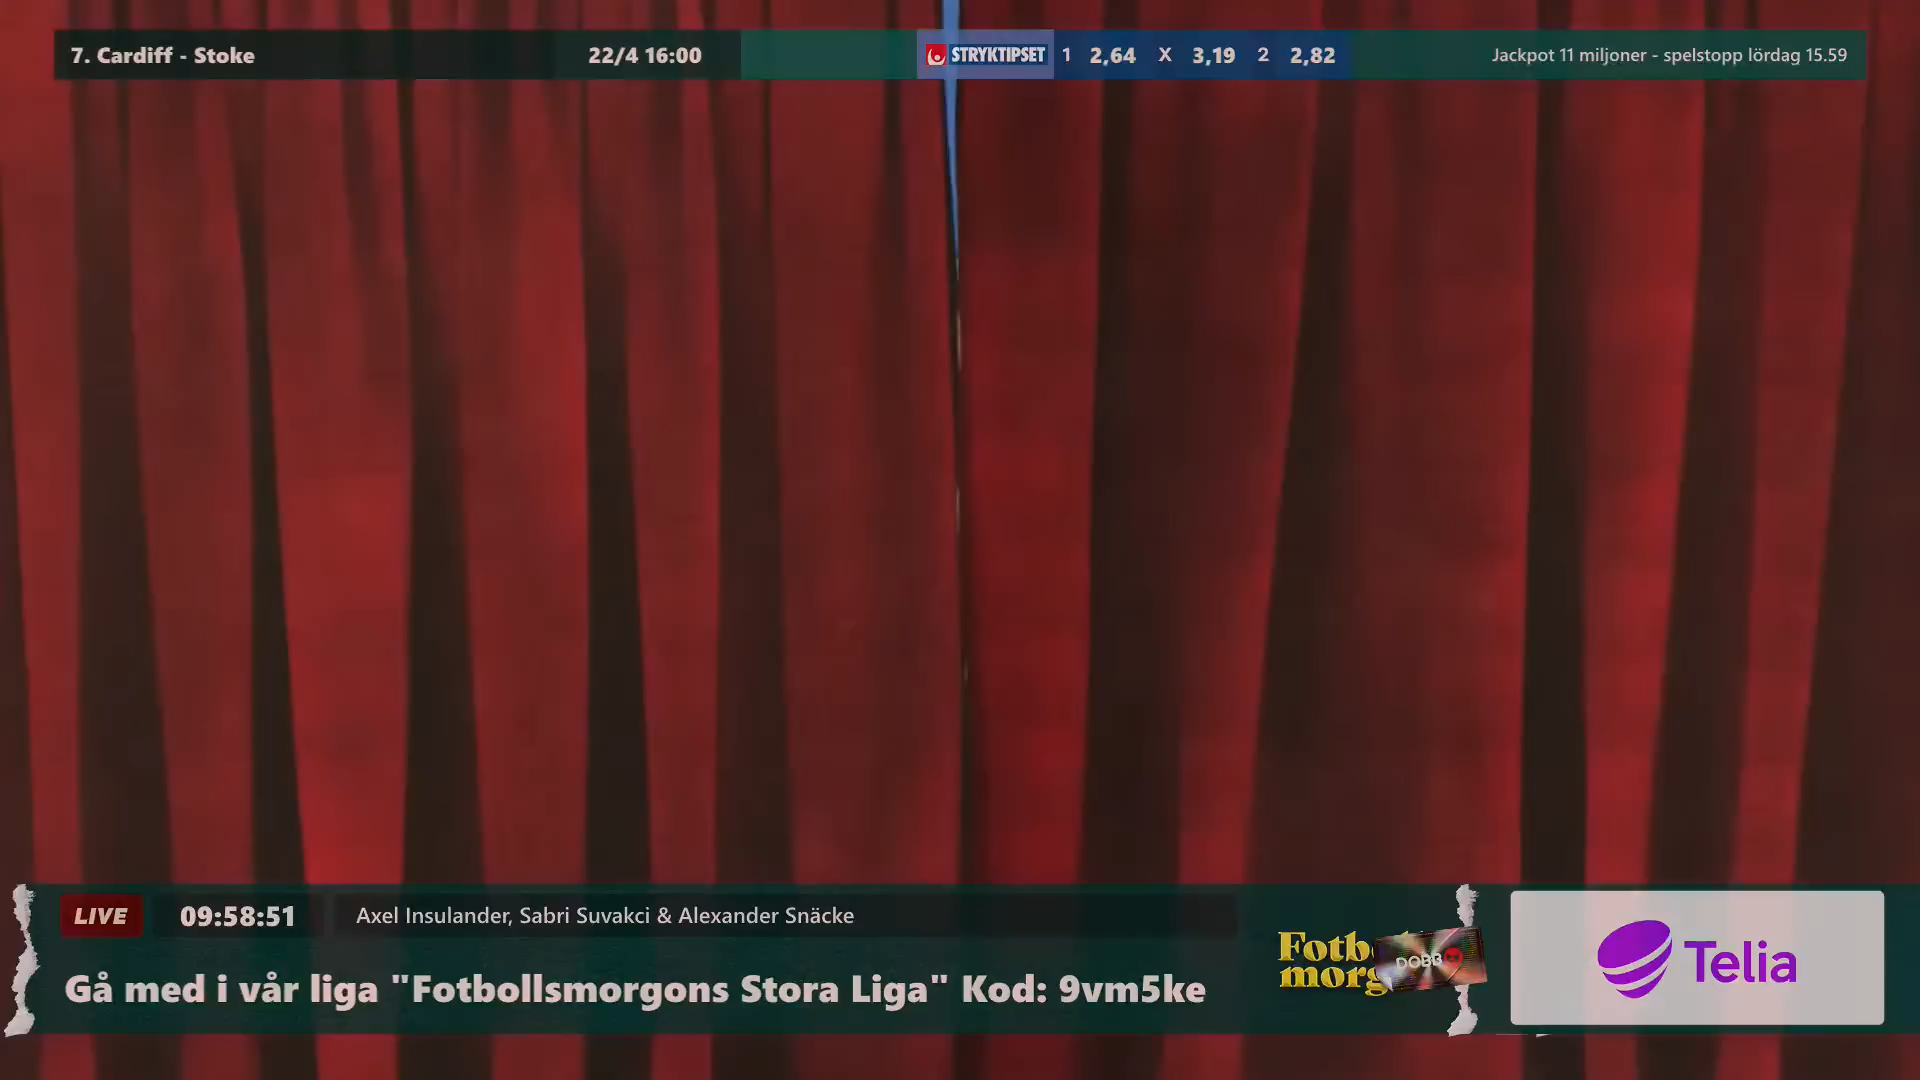 7. Cardiff - Stoke 22/4 16:00 STRYKTIPSET 1 2,64 X 3,19 2 2,82 Jackpot 11 miljoner - spelstopp lördag 15.59
LIVE 09:58:51 Axel Insulander, Sabri Suvakci & Alexander Snäcke
Gå med i vår liga "Fotbollsmorgons Stora Liga" Kod: 9vm5ke
Telia